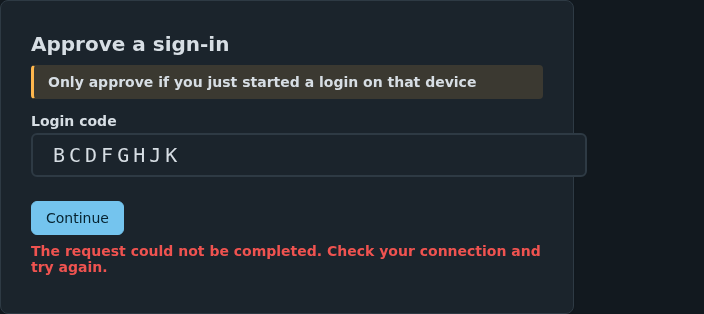 Approve a sign-in
Only approve if you just started a login on that device
Login code
BCDFGHJK
Continue
The request could not be completed. Check your connection and
try again.